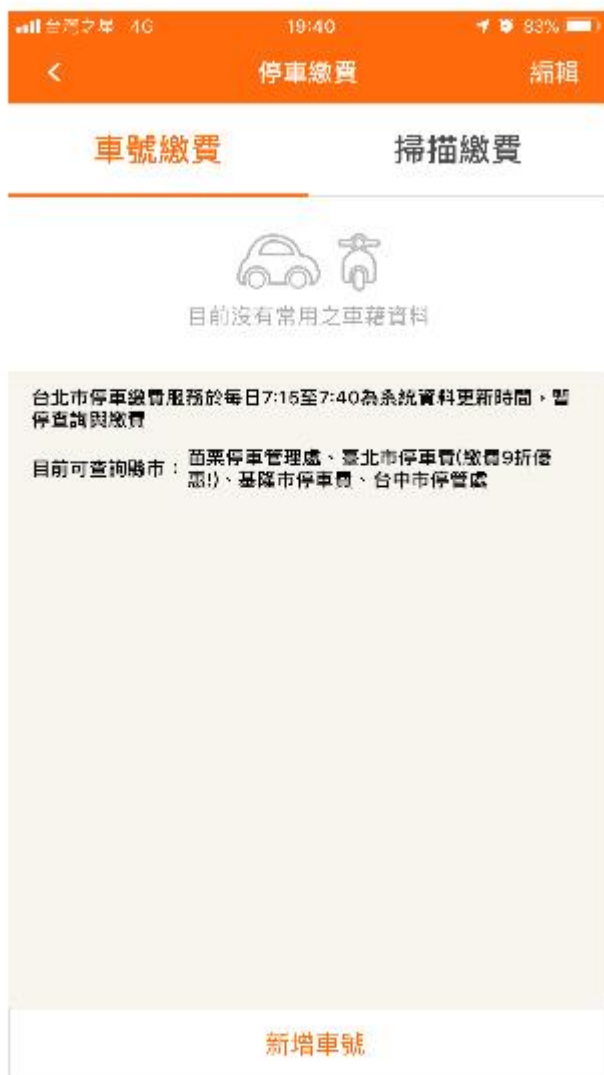 台灣之星 4G 19:40 83%
停車繳費 編輯
車號繳費 掃描繳費
目前沒有常用之車藉資料
台北市停車繳費服務於每日7:15至7:40為系統資料更新時間,暫
停查詢與繳費
目前可查詢縣市: 苗栗停車管理處、臺北市停車費(繳費9折優
惠!)、基隆市停車費、台中市停管處
新增車號